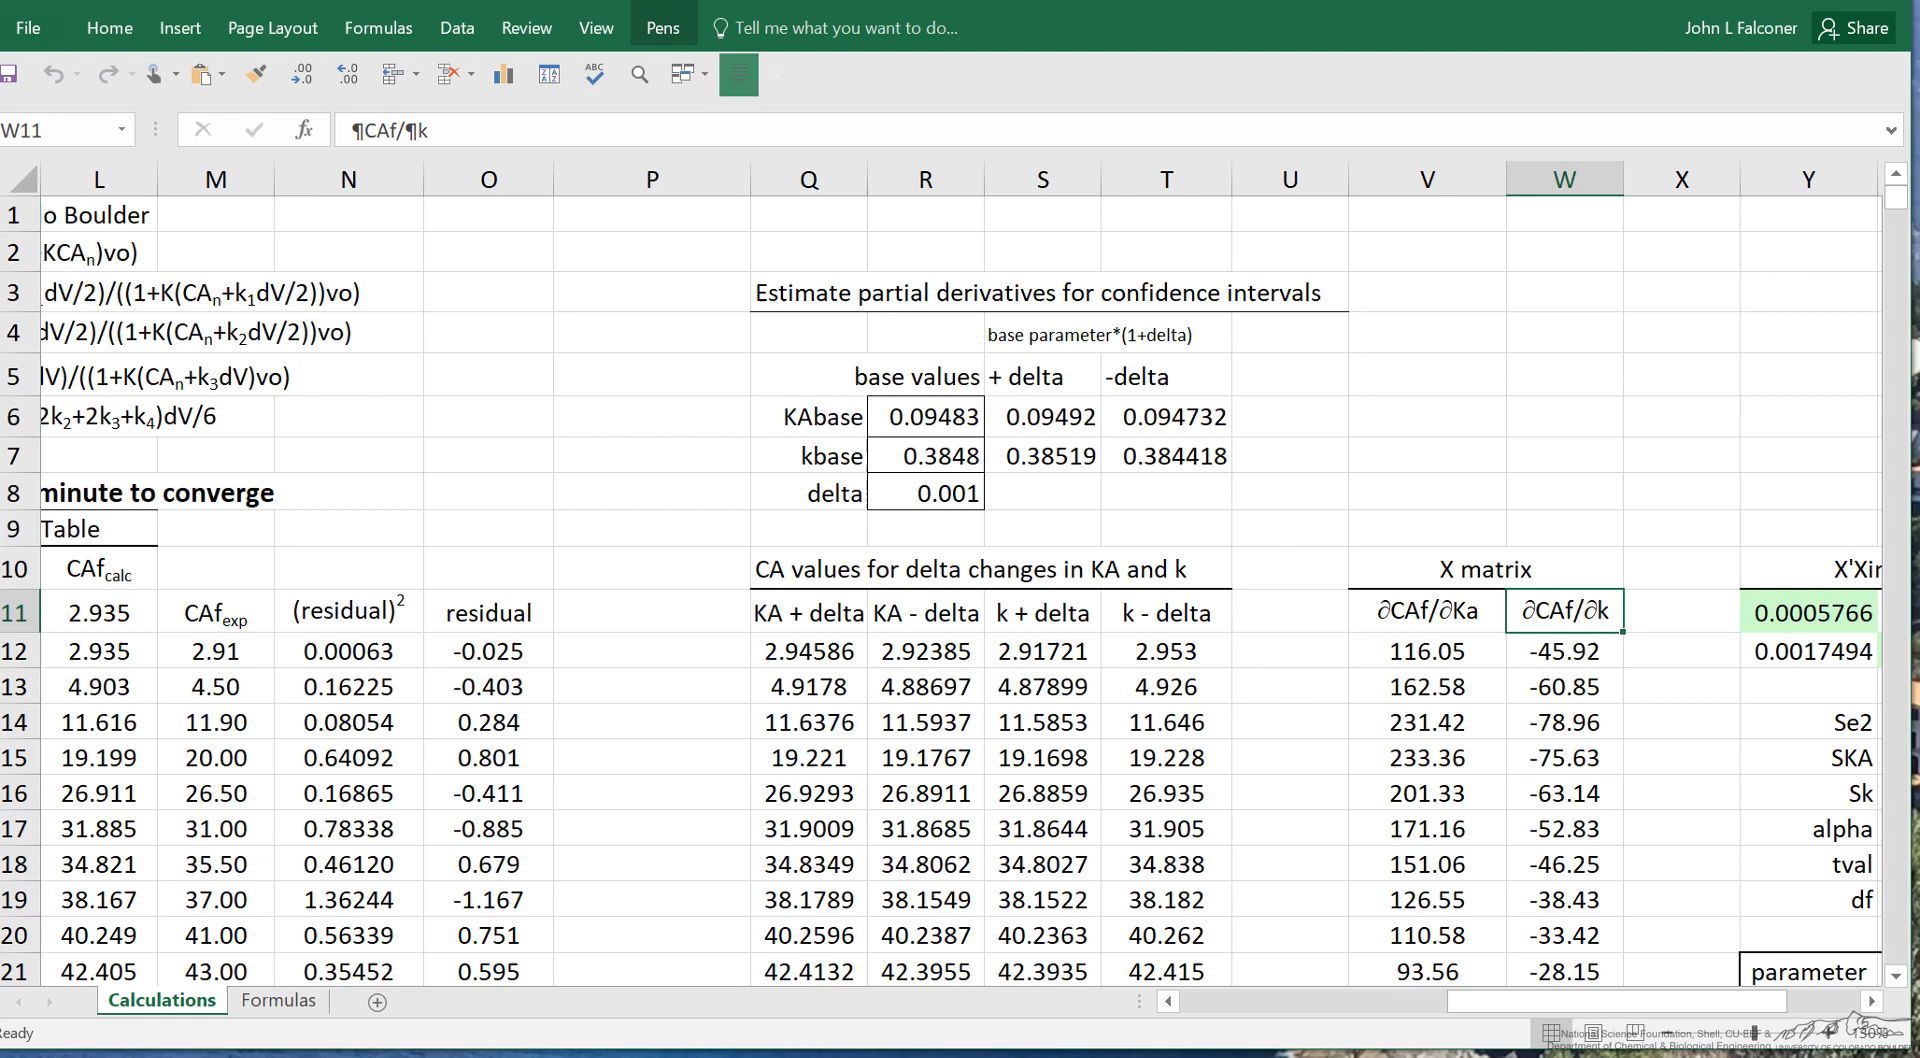 File Home Insert Page Layout Formulas Data Review View Pens Tell me what you want to do... John L Falconer Share
W11 fx ¶CAf/¶k
L M N O P Q R S T U V W X Y
1 o Boulder
2 KCAn)vo)
3 dV/2)/((1+K(CAn+k1dV/2))vo) Estimate partial derivatives for confidence intervals
4 dV/2)/((1+K(CAn+k2dV/2))vo) base parameter*(1+delta)
5 lV)/((1+K(CAn+k3dV)vo) base values + delta -delta
6 2k2+2k3+k4)dV/6 KAbase 0.09483 0.09492 0.094732
7 kbase 0.3848 0.38519 0.384418
8 minute to converge delta 0.001
9 Table
10 CAfcalc CA values for delta changes in KA and k X matrix X'Xin
11 2.935 CAfexp (residual)2 residual KA + delta KA - delta k + delta k - delta ∂CAf/∂Ka ∂CAf/∂k 0.0005766
12 2.935 2.91 0.00063 -0.025 2.94586 2.92385 2.91721 2.953 116.05 -45.92 0.0017494
13 4.903 4.50 0.16225 -0.403 4.9178 4.88697 4.87899 4.926 162.58 -60.85
14 11.616 11.90 0.08054 0.284 11.6376 11.5937 11.5853 11.646 231.42 -78.96 Se2
15 19.199 20.00 0.64092 0.801 19.221 19.1767 19.1698 19.228 233.36 -75.63 SKA
16 26.911 26.50 0.16865 -0.411 26.9293 26.8911 26.8859 26.935 201.33 -63.14 Sk
17 31.885 31.00 0.78338 -0.885 31.9009 31.8685 31.8644 31.905 171.16 -52.83 alpha
18 34.821 35.50 0.46120 0.679 34.8349 34.8062 34.8027 34.838 151.06 -46.25 tval
19 38.167 37.00 1.36244 -1.167 38.1789 38.1549 38.1522 38.182 126.55 -38.43 df
20 40.249 41.00 0.56339 0.751 40.2596 40.2387 40.2363 40.262 110.58 -33.42
21 42.405 43.00 0.35452 0.595 42.4132 42.3955 42.3935 42.415 93.56 -28.15 parameter
Calculations Formulas
Ready National Science Foundation, Shell, CU-EEF & 130%
Department of Chemical & Biological Engineering UNIVERSITY OF COLORADO BOULDER